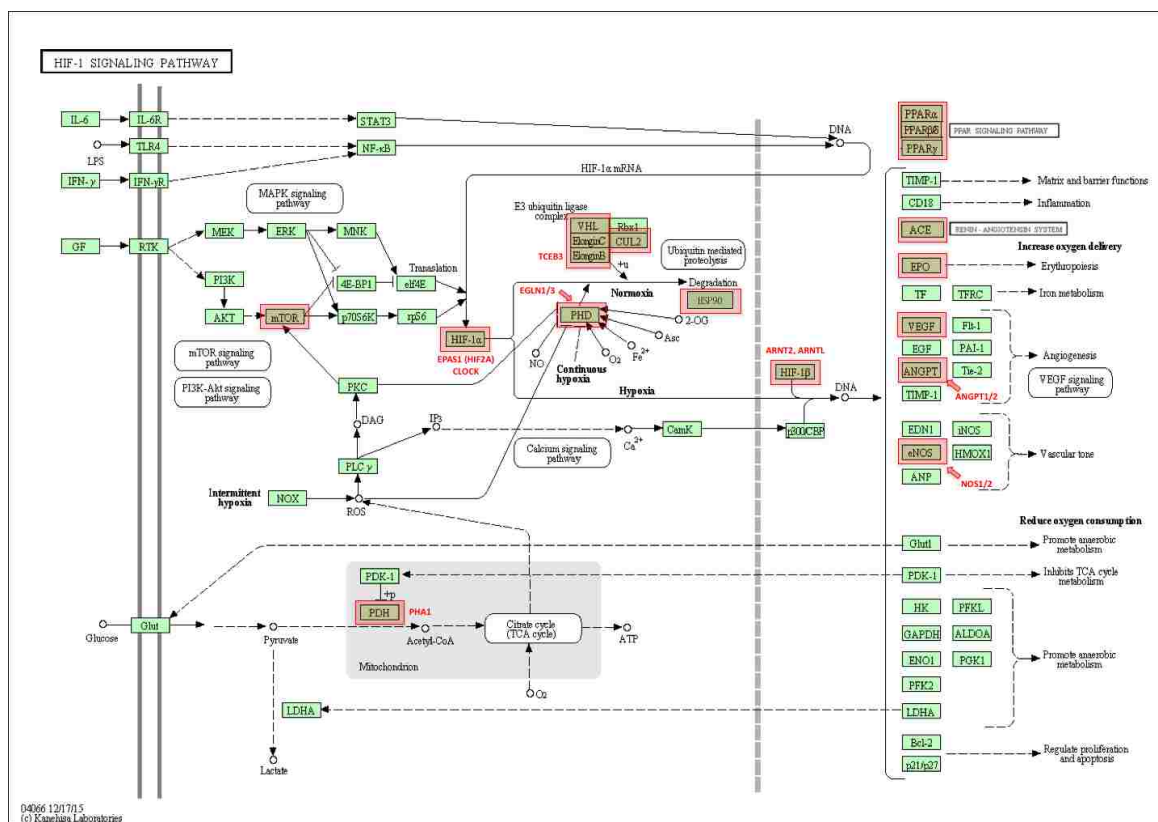 HIF-1 SIGNALING PATHWAY
IL-6
IL-6R
STAT3
DNA
PPARα
PPARβ/δ
PPARγ
PPAR SIGNALING PATHWAY
LPS
TLR4
NF-κB
IFN-γ
IFN-γR
HIF-1α mRNA
MAPK signaling
pathway
E3 ubiquitin ligase
complex
TIMP-1
Matrix and barrier functions
CD18
Inflammation
GF
RTK
MEK
ERK
MNK
VHL
Rbx1
ElonginC
CUL2
ElonginB
TCEB3
+u
Ubiquitin mediated
proteolysis
ACE
RENIN - ANGIOTENSIN SYSTEM
Increase oxygen delivery
EPO
Erythropoiesis
PI3K
4E-BP1
eIf4E
Transalation
Degradation
Normoxia
HSP90
TF
TFRC
Iron metabolism
AKT
mTOR
p70S6K
rpS6
EGLN1/3
PHD
2-OG
Asc
Fe2+
O2
NO
HIF-1α
EPAS1 (HIF2A)
CLOCK
Continuous
hypoxia
ARNT2, ARNTL
HIF-1β
VEGF
Flt-1
EGF
PAI-1
Angiogenesis
ANGPT
Tie-2
VEGF signaling
pathway
TIMP-1
ANGPT1/2
mTOR signaling
pathway
PI3K-Akt signaling
pathway
PKC
Hypoxia
DNA
DAG
IP3
Ca2+
CamK
p300/CBP
Calcium signaling
pathway
PLC γ
EDN1
iNOS
eNOS
HMOX1
Vascular tone
ANP
NOS1/2
Intermittent
hypoxia
NOX
ROS
Reduce oxygen consumption
Glut1
Promote anaerobic
metabolism
PDK-1
+p
PDH
PHA1
PDK-1
Inhibits TCA cycle
metabolism
Glucose
Glut
Pyruvate
Acetyl-CoA
Citrate cycle
(TCA cycle)
ATP
Mitochondrion
O2
HK
PFKL
GAPDH
ALDOA
ENO1
PGK1
Promote anaerobic
metabolism
PFK2
LDHA
LDHA
Lactate
Bcl-2
p21/p27
Regulate proliferation
and apoptosis
04066 12/17/15
(c) Kanehisa Laboratories